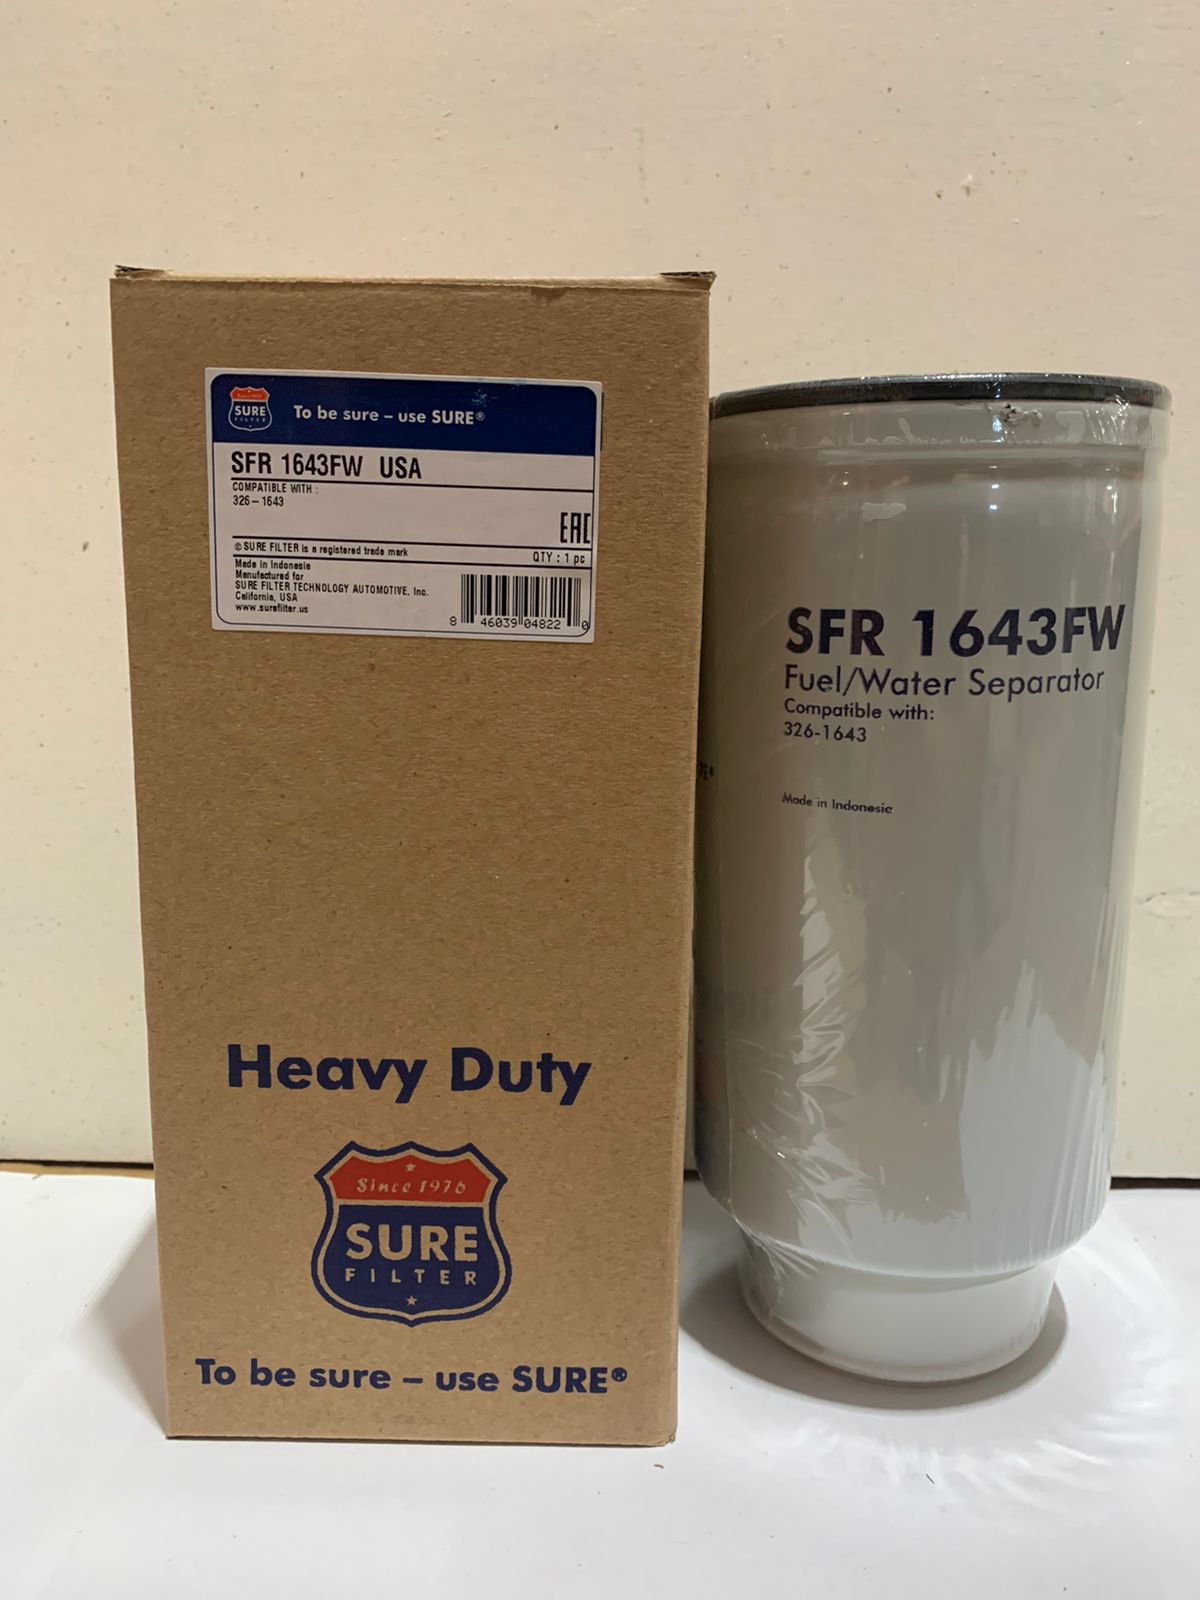 Since 1976
SURE
FILTER
To be sure – use SURE®
SFR 1643FW USA
COMPATIBLE WITH :
326 – 1643
EAC
© SURE FILTER is a registered trade mark
QTY : 1 pc
Made in Indonesia
Manufactured for
SURE FILTER TECHNOLOGY AUTOMOTIVE, Inc.
California, USA
www.surefilter.us
8 46039 04822 0
Heavy Duty
Since 1976
SURE
FILTER
To be sure – use SURE®
SFR 1643FW
Fuel/Water Separator
Compatible with:
326-1643
Made in Indonesia